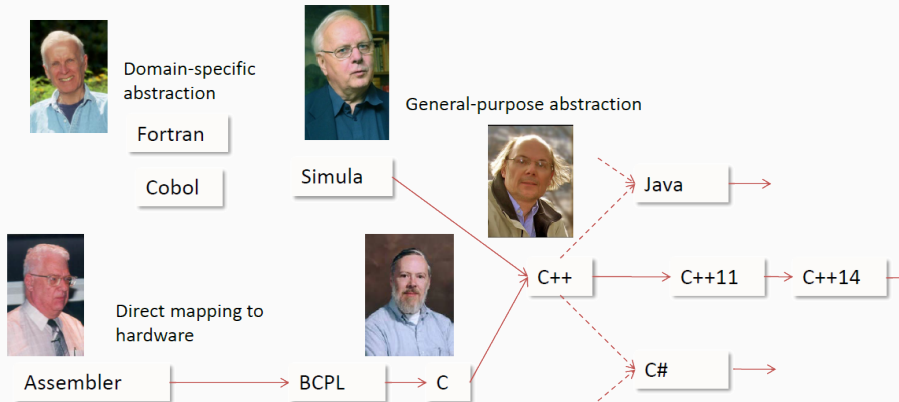 Domain-specific
abstraction
General-purpose abstraction
Fortran
Cobol
Simula
Java
C++
C++11
C++14
Direct mapping to
hardware
Assembler
BCPL
C
C#